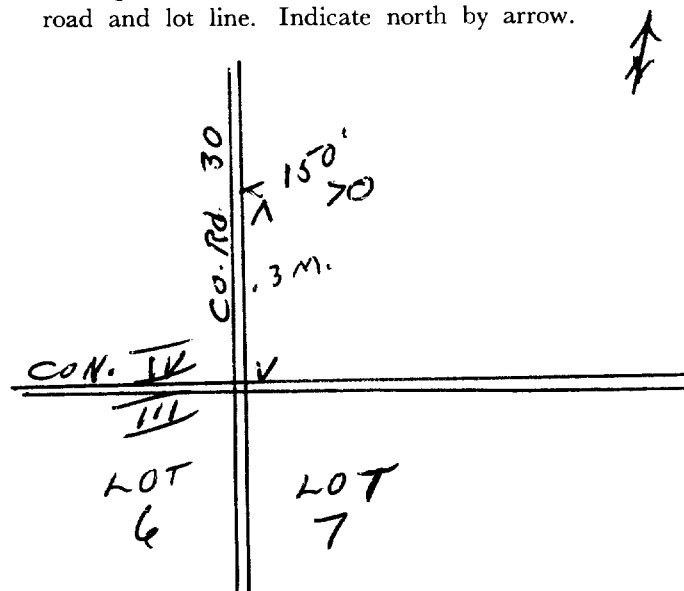 road and lot line. Indicate north by arrow.
N
Co. Rd. 30
150'
.3 M.
CON. IV
III
LOT
6
LOT
7